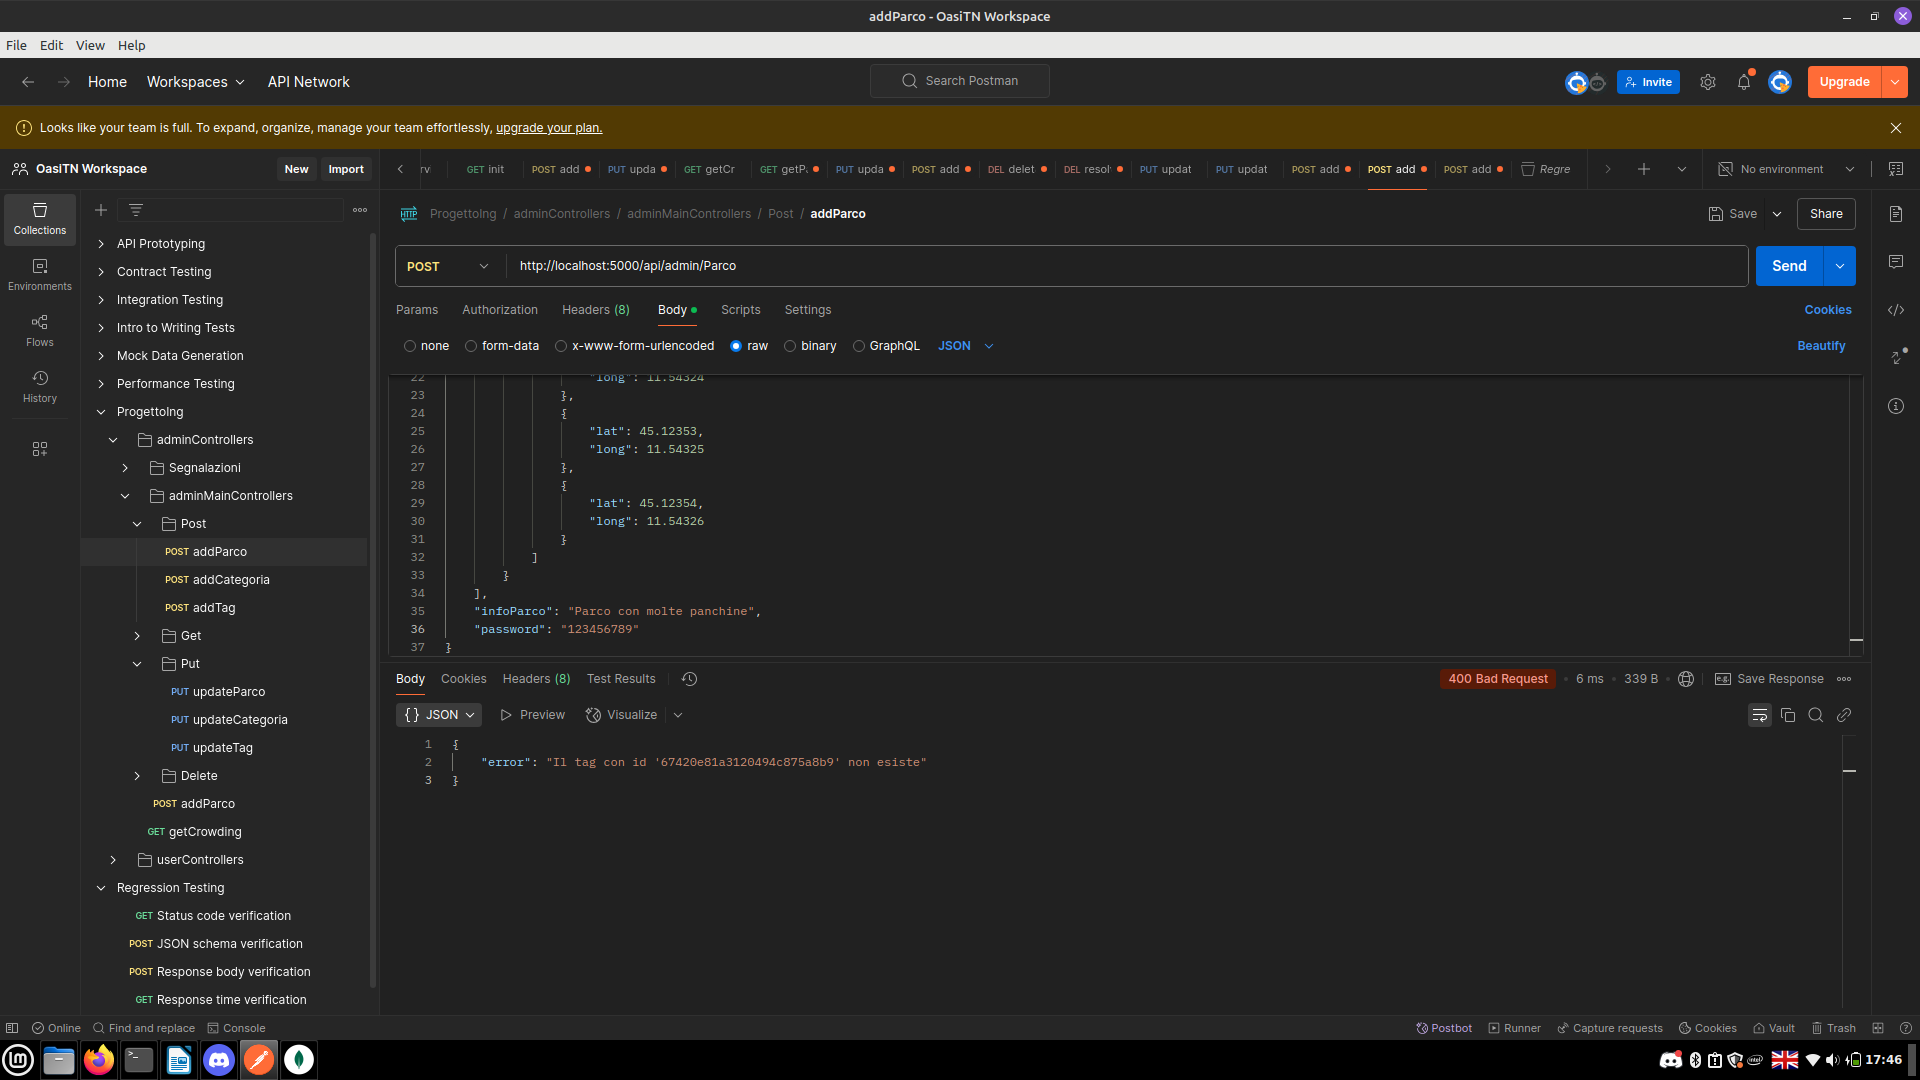 addParco - OasiTN Workspace
File Edit View Help
Home Workspaces API Network
Search Postman
Invite
Upgrade
Looks like your team is full. To expand, organize, manage your team effortlessly, upgrade your plan.
OasiTN Workspace
New Import
rv
GET init
POST add
PUT upda
GET getCr
GET getP
PUT upda
POST add
DEL delet
DEL resol
PUT updat
PUT updat
POST add
POST add
POST add
Regre
No environment
Collections
Environments
Flows
History
API Prototyping
Contract Testing
Integration Testing
Intro to Writing Tests
Mock Data Generation
Performance Testing
ProgettoIng
adminControllers
Segnalazioni
adminMainControllers
Post
POST addParco
POST addCategoria
POST addTag
Get
Put
PUT updateParco
PUT updateCategoria
PUT updateTag
Delete
POST addParco
GET getCrowding
userControllers
Regression Testing
GET Status code verification
POST JSON schema verification
POST Response body verification
GET Response time verification
HTTP ProgettoIng / adminControllers / adminMainControllers / Post / addParco
Save
Share
POST http://localhost:5000/api/admin/Parco
Send
Params Authorization Headers (8) Body Scripts Settings
Cookies
none form-data x-www-form-urlencoded raw binary GraphQL JSON
Beautify
22 "long": 11.54324
23 },
24 {
25 "lat": 45.12353,
26 "long": 11.54325
27 },
28 {
29 "lat": 45.12354,
30 "long": 11.54326
31 }
32 ]
33 }
34 ],
35 "infoParco": "Parco con molte panchine",
36 "password": "123456789"
37 }
Body Cookies Headers (8) Test Results
400 Bad Request • 6 ms • 339 B
Save Response
{} JSON Preview Visualize
1 {
2 "error": "Il tag con id '67420e81a3120494c875a8b9' non esiste"
3 }
Online Find and replace Console
Postbot Runner Capture requests Cookies Vault Trash
17:46